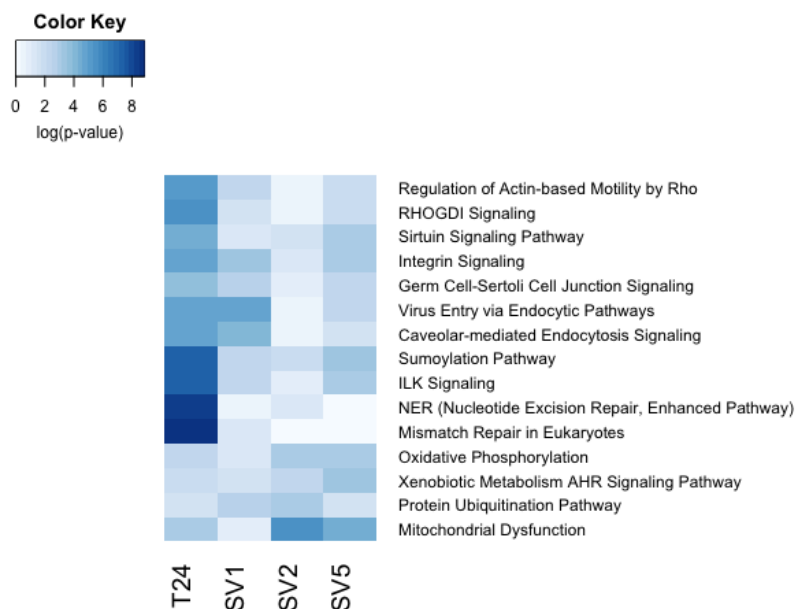 Color Key
0 2 4 6 8
log(p-value)
Regulation of Actin-based Motility by Rho
RHOGDI Signaling
Sirtuin Signaling Pathway
Integrin Signaling
Germ Cell-Sertoli Cell Junction Signaling
Virus Entry via Endocytic Pathways
Caveolar-mediated Endocytosis Signaling
Sumoylation Pathway
ILK Signaling
NER (Nucleotide Excision Repair, Enhanced Pathway)
Mismatch Repair in Eukaryotes
Oxidative Phosphorylation
Xenobiotic Metabolism AHR Signaling Pathway
Protein Ubiquitination Pathway
Mitochondrial Dysfunction
T24 SV1 SV2 SV5